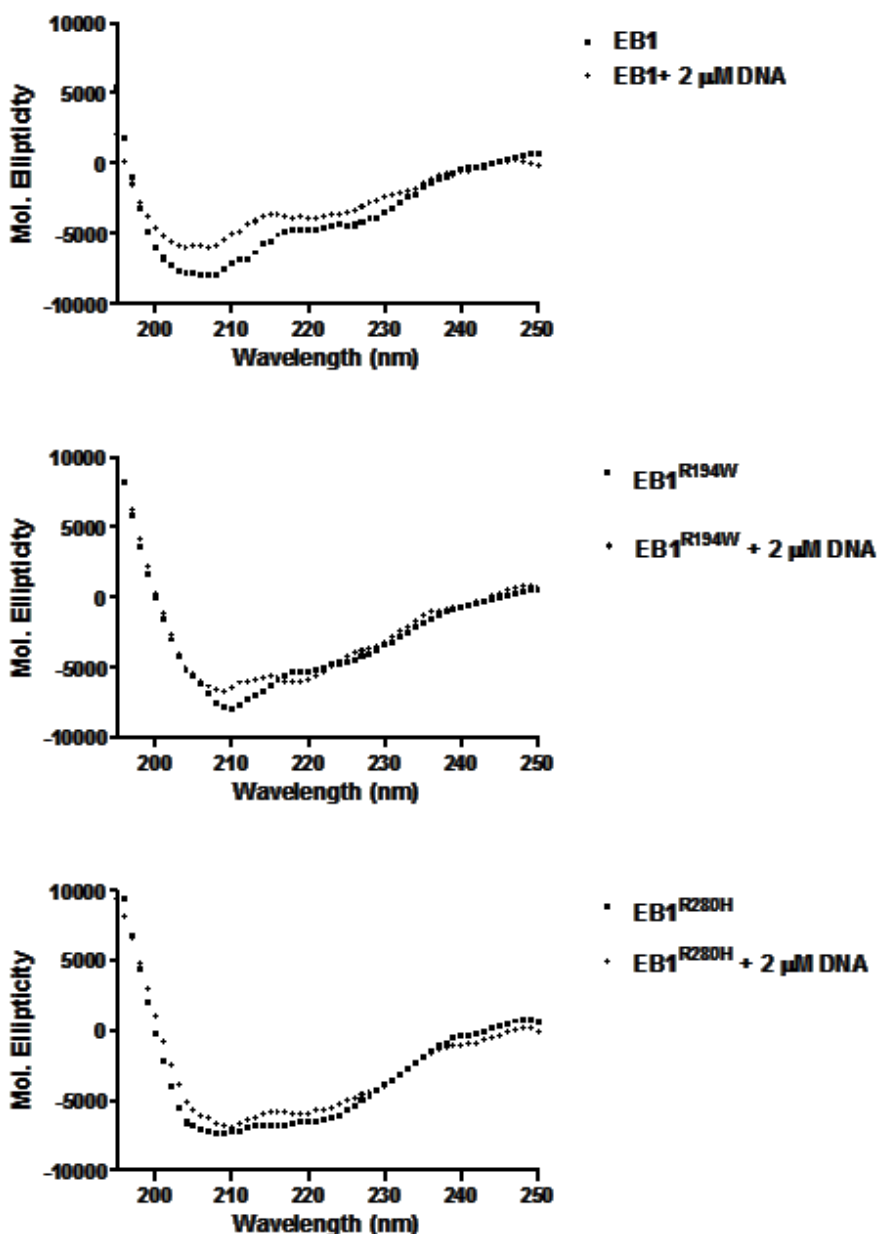 10000
5000
0
-5000
-10000
Mol. Ellipticity
200 210 220 230 240 250
Wavelength (nm)
EB1
EB1+ 2 µM DNA
10000
5000
0
-5000
-10000
Mol. Ellipticity
200 210 220 230 240 250
Wavelength (nm)
EB1R194W
EB1R194W + 2 µM DNA
10000
5000
0
-5000
-10000
Mol. Ellipticity
200 210 220 230 240 250
Wavelength (nm)
EB1R280H
EB1R280H + 2 µM DNA